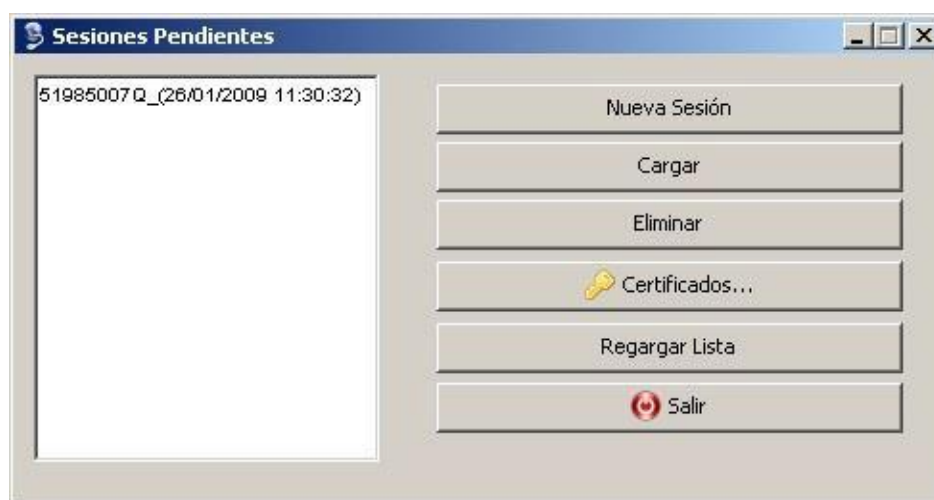 Sesiones Pendientes
51985007Q_(26/01/2009 11:30:32)
Nueva Sesión
Cargar
Eliminar
Certificados...
Regargar Lista
Salir